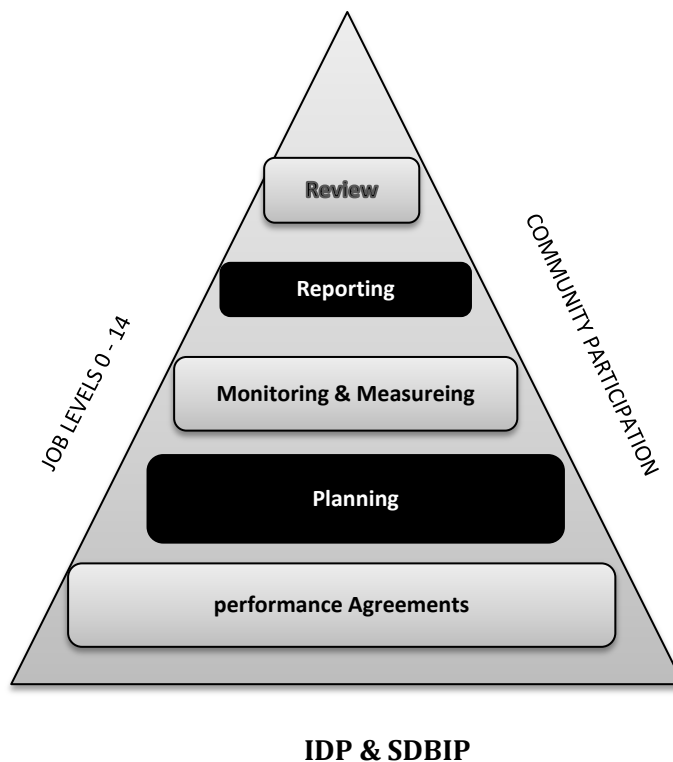 Review
Reporting
JOB LEVELS 0 - 14
COMMUNITY PARTICIPATION
Monitoring & Measureing
Planning
performance Agreements
IDP & SDBIP